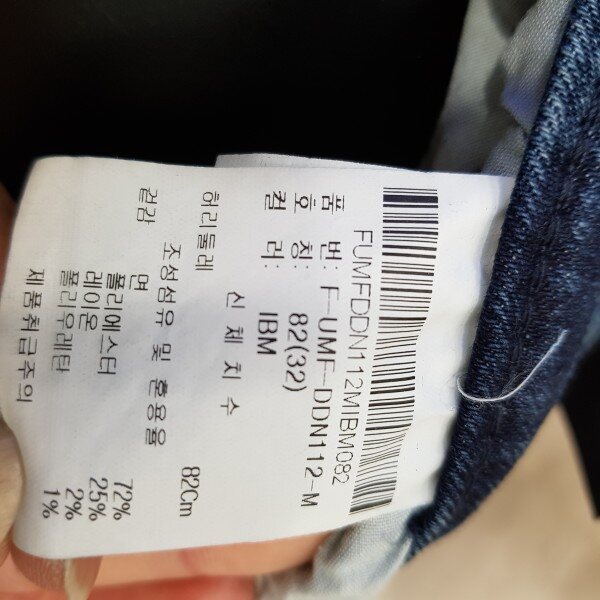 FUMFDDN112MIBM082
품 번: F-UMF-DDN112-M
호 칭: 82(32)
컬 러: IBM
신체치수
허리둘레 82Cm
조성섬유 및 혼용율
겉감 면 72%
폴리에스터 25%
레이온 2%
폴리우레탄 1%
제품취급주의